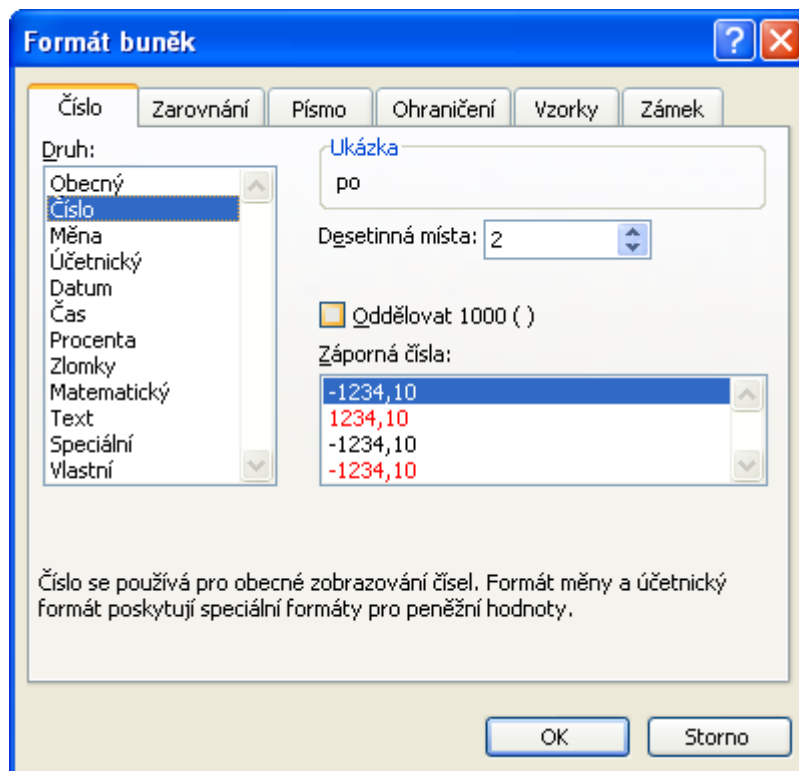 Formát buněk
Číslo Zarovnání Písmo Ohraničení Vzorky Zámek
Druh:
Obecný
Číslo
Měna
Účetnický
Datum
Čas
Procenta
Zlomky
Matematický
Text
Speciální
Vlastní
Ukázka
po
Desetinná místa: 2
Oddělovat 1000 ( )
Záporná čísla:
-1234,10
1234,10
-1234,10
-1234,10
Číslo se používá pro obecné zobrazování čísel. Formát měny a účetnický
formát poskytují speciální formáty pro peněžní hodnoty.
OK Storno